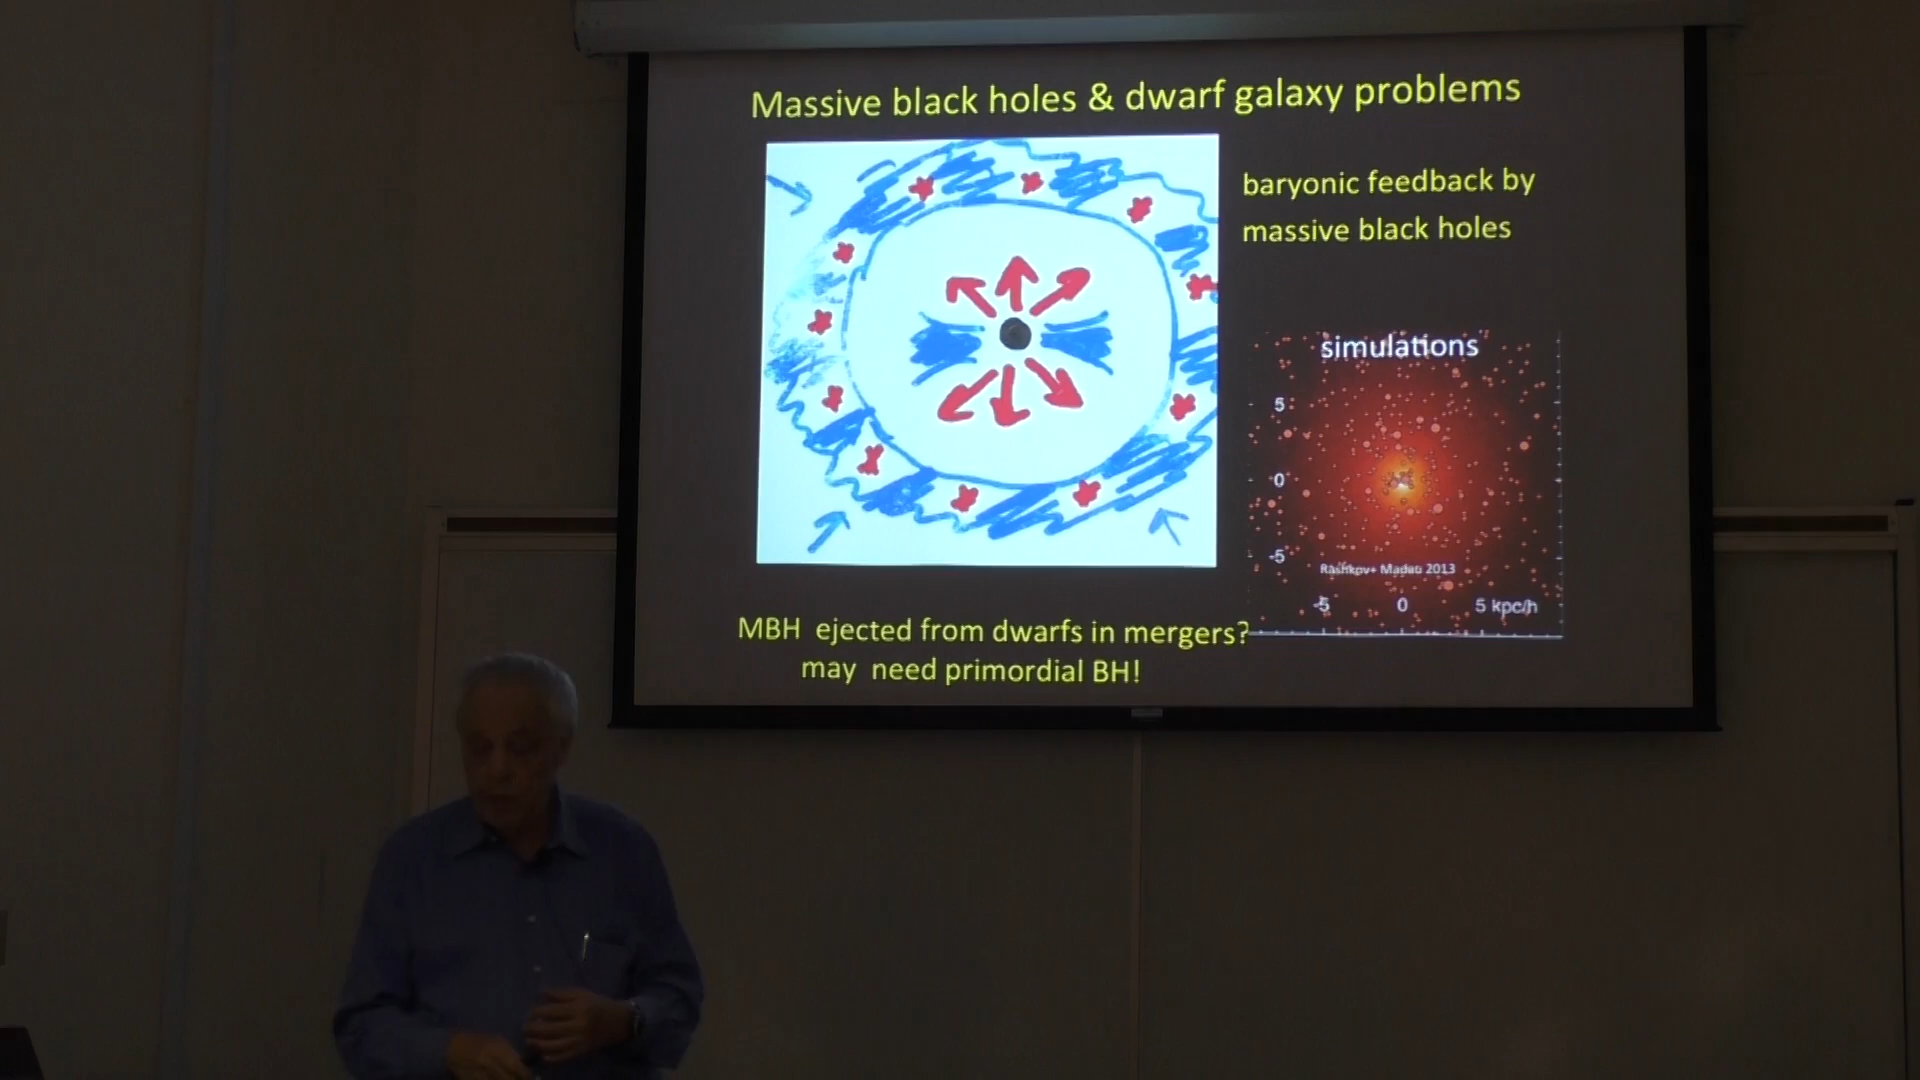 Massive black holes & dwarf galaxy problems
baryonic feedback by
massive black holes
simulations
5
0
-5
Rashkov+ Madau 2013
-5 0 5 kpc/h
MBH ejected from dwarfs in mergers?
may need primordial BH!